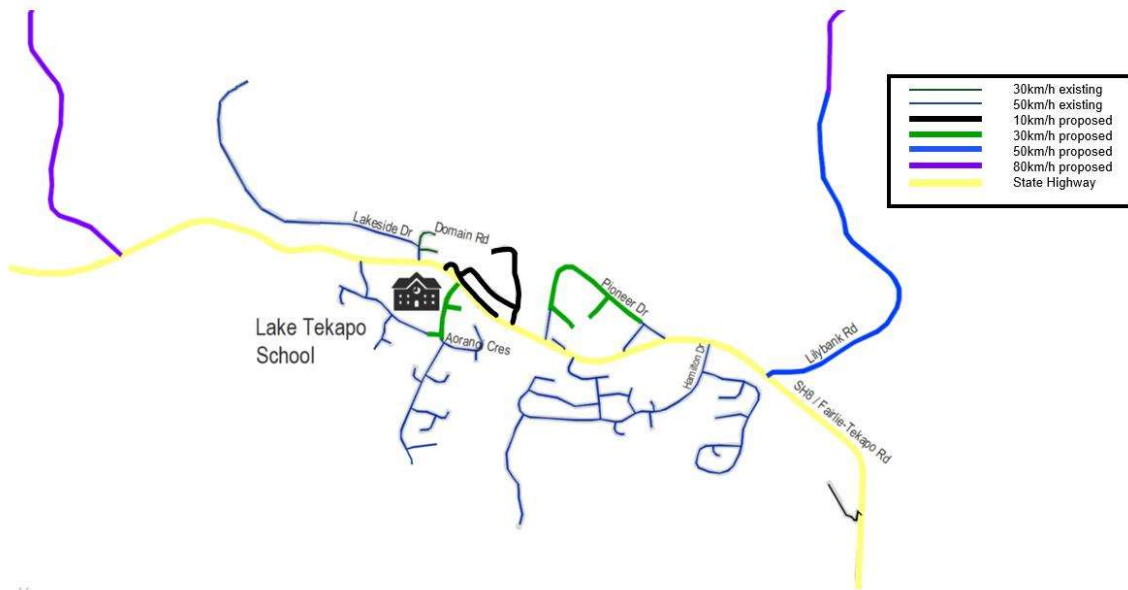 30km/h existing
50km/h existing
10km/h proposed
30km/h proposed
50km/h proposed
80km/h proposed
State Highway
Lakeside Dr
Domain Rd
Pioneer Dr
Lake Tekapo
School
Aorangi Cres
Hamilton Dr
Lilybank Rd
SH8 / Fairlie-Tekapo Rd